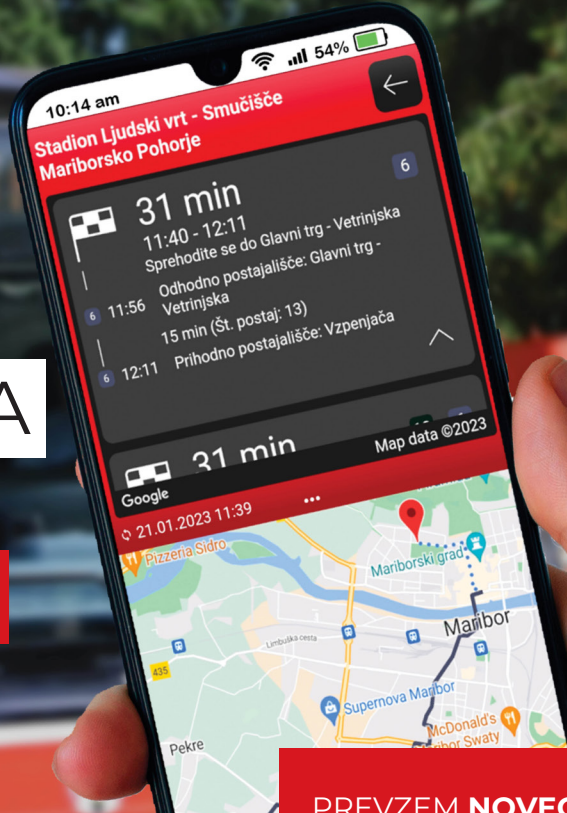 10:14 am
54%
Stadion Ljudski vrt - Smučišče
Mariborsko Pohorje
31 min
6
11:40 - 12:11
Sprehodite se do Glavni trg - Vetrinjska
6 11:56 Odhodno postajališče: Glavni trg -
Vetrinjska
15 min (Št. postaj: 13)
6 12:11 Prihodno postajališče: Vzpenjača
A
31 min
Google
Map data ©2023
21.01.2023 11:39
Pizzeria Sidro
Mariborski grad
Maribor
Limbuška cesta
435
Supernova Maribor
McDonald's
Swaty
Pekre
PREVZEM NOVEG